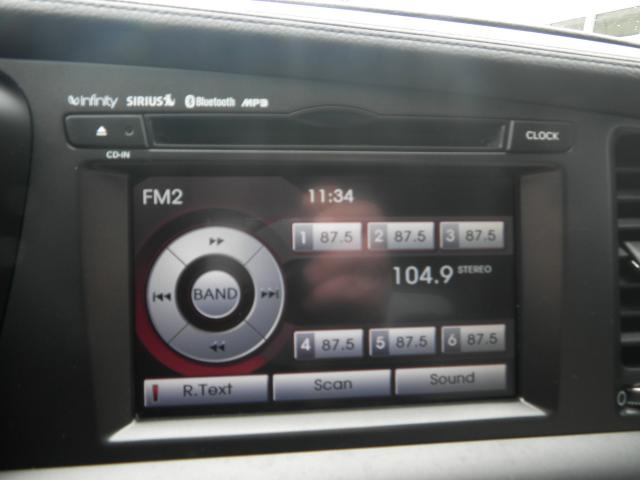 infinity SIRIUS Bluetooth MP3
CD-IN
CLOCK
FM2 11:34
1 87.5 2 87.5 3 87.5
BAND
104.9 STEREO
4 87.5 5 87.5 6 87.5
R.Text Scan Sound